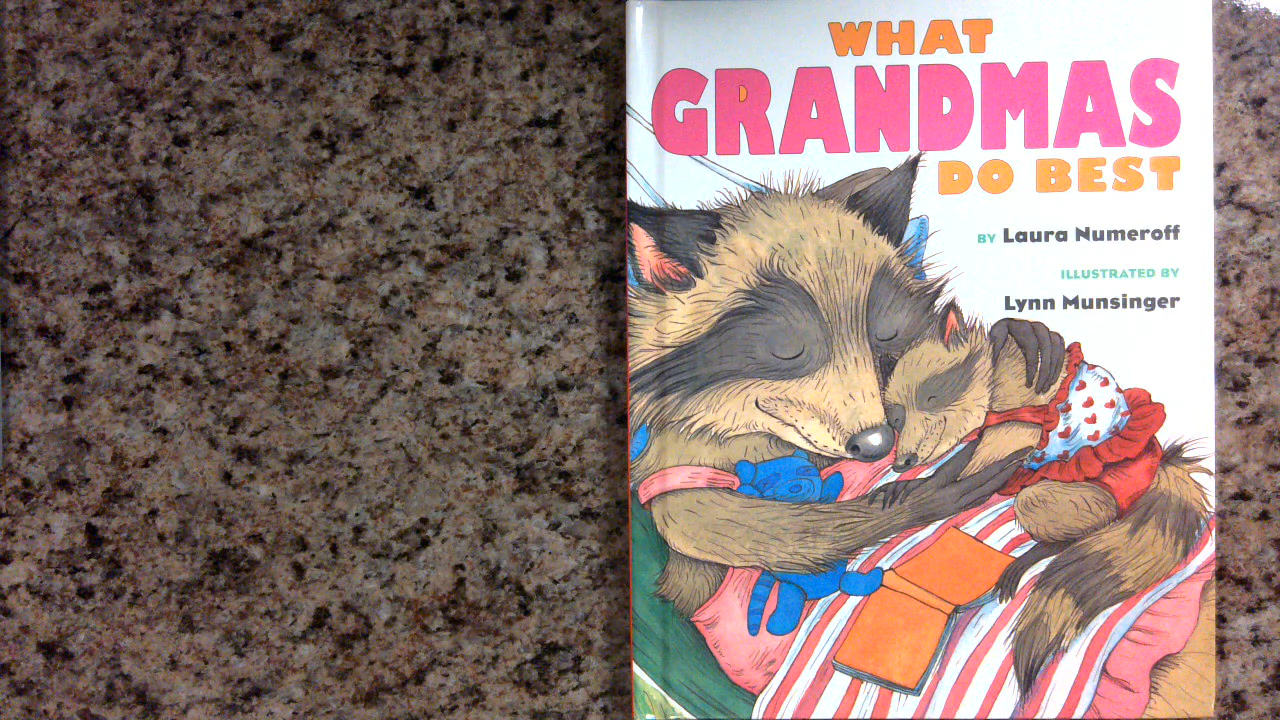 WHAT
GRANDMAS
DO BEST
BY Laura Numeroff
ILLUSTRATED BY
Lynn Munsinger